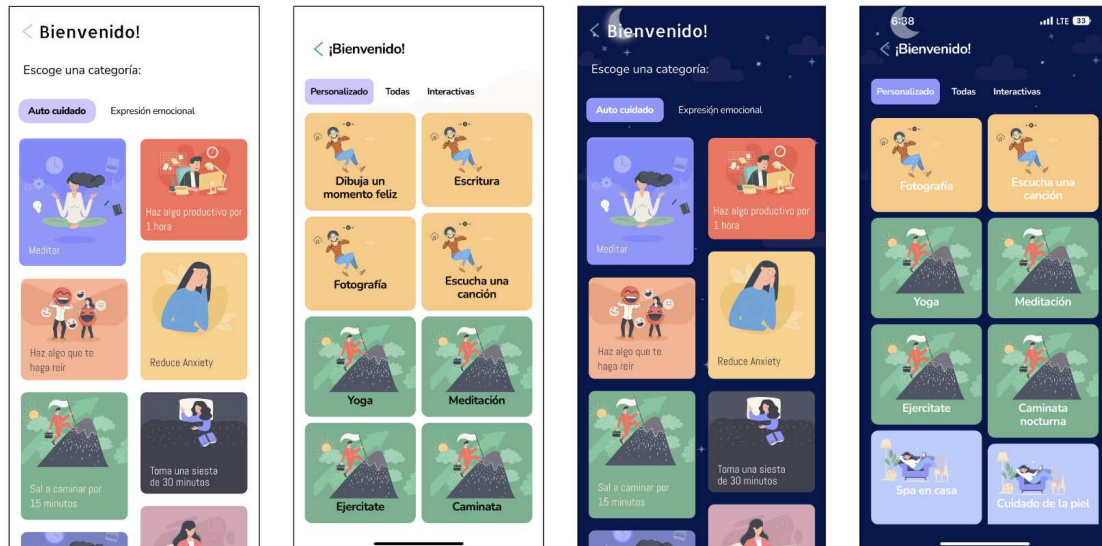 Bienvenido!
Escoge una categoría:
Auto cuidado
Expresión emocional
Meditar
Haz algo productivo por
1 hora
Haz algo que te
haga reír
Reduce Anxiety
Sal a caminar por
15 minutos
Toma una siesta
de 30 minutos
¡Bienvenido!
Personalizado
Todas
Interactivas
Dibuja un
momento feliz
Escritura
Fotografía
Escucha una
canción
Yoga
Meditación
Ejercitate
Caminata
Bienvenido!
Escoge una categoría:
Auto cuidado
Expresión emocional
Meditar
Haz algo productivo por
1 hora
Haz algo que te
haga reír
Reduce Anxiety
Sal a caminar por
15 minutos
Toma una siesta
de 30 minutos
6:38
LTE 33
¡Bienvenido!
Personalizado
Todas
Interactivas
Fotografía
Escucha una
canción
Yoga
Meditación
Ejercitate
Caminata
nocturna
Spa en casa
Cuidado de la piel